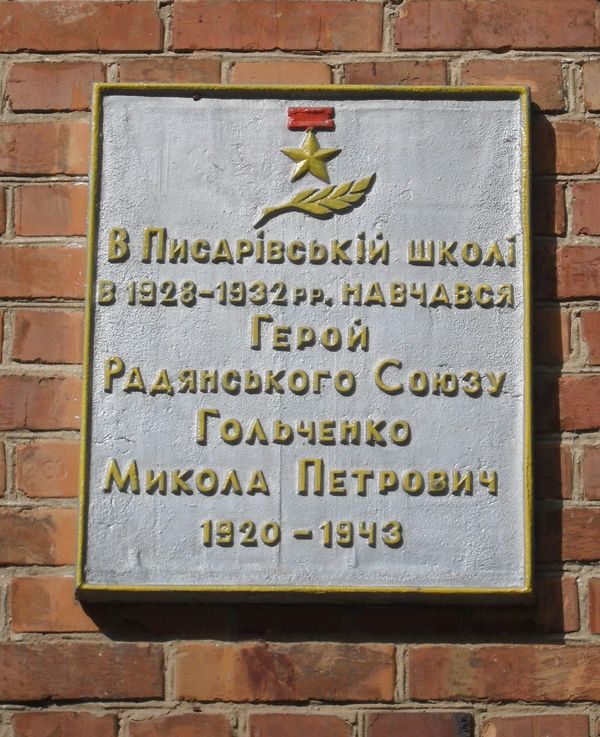 В Писарівській школі
в 1928-1932 рр. навчався
Герой
Радянського Союзу
Гольченко
Микола Петрович
1920-1943